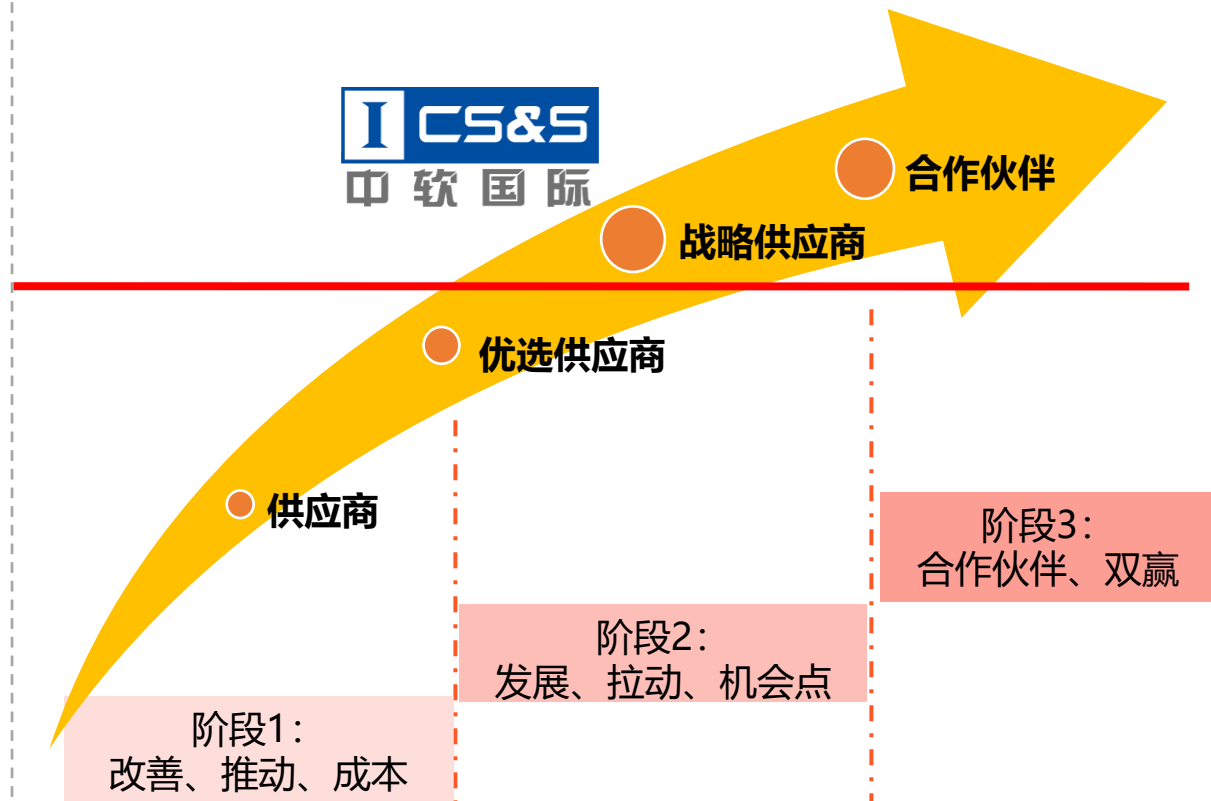 I CS&S
中软国际
合作伙伴
战略供应商
优选供应商
供应商
阶段3：
合作伙伴、双赢
阶段2：
发展、拉动、机会点
阶段1：
改善、推动、成本